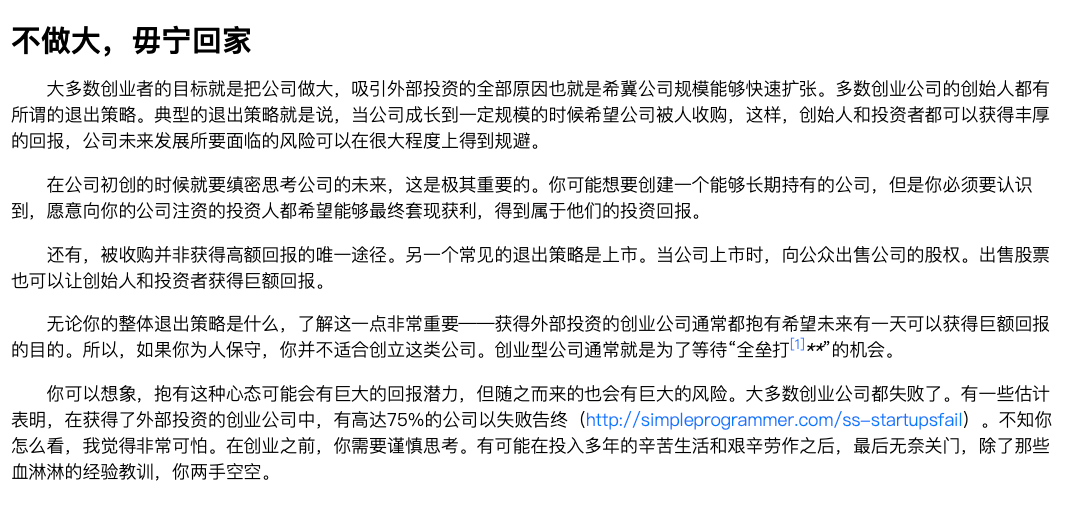 不做大，毋宁回家
大多数创业者的目标就是把公司做大，吸引外部投资的全部原因也就是希冀公司规模能够快速扩张。多数创业公司的创始人都有
所谓的退出策略。典型的退出策略就是说，当公司成长到一定规模的时候希望公司被人收购，这样，创始人和投资者都可以获得丰厚
的回报，公司未来发展所要面临的风险可以在很大程度上得到规避。
在公司初创的时候就要缜密思考公司的未来，这是极其重要的。你可能想要创建一个能够长期持有的公司，但是你必须要认识
到，愿意向你的公司注资的投资人都希望能够最终套现获利，得到属于他们的投资回报。
还有，被收购并非获得高额回报的唯一途径。另一个常见的退出策略是上市。当公司上市时，向公众出售公司的股权。出售股票
也可以让创始人和投资者获得巨额回报。
无论你的整体退出策略是什么，了解这一点非常重要——获得外部投资的创业公司通常都抱有希望未来有一天可以获得巨额回报
的目的。所以，如果你为人保守，你并不适合创立这类公司。创业型公司通常就是为了等待“全垒打[1]**”的机会。
你可以想象，抱有这种心态可能会有巨大的回报潜力，但随之而来的也会有巨大的风险。大多数创业公司都失败了。有一些估计
表明，在获得了外部投资的创业公司中，有高达75%的公司以失败告终（http://simpleprogrammer.com/ss-startupsfail）。不知你
怎么看，我觉得非常可怕。在创业之前，你需要谨慎思考。有可能在投入多年的辛苦生活和艰辛劳作之后，最后无奈关门，除了那些
血淋淋的经验教训，你两手空空。